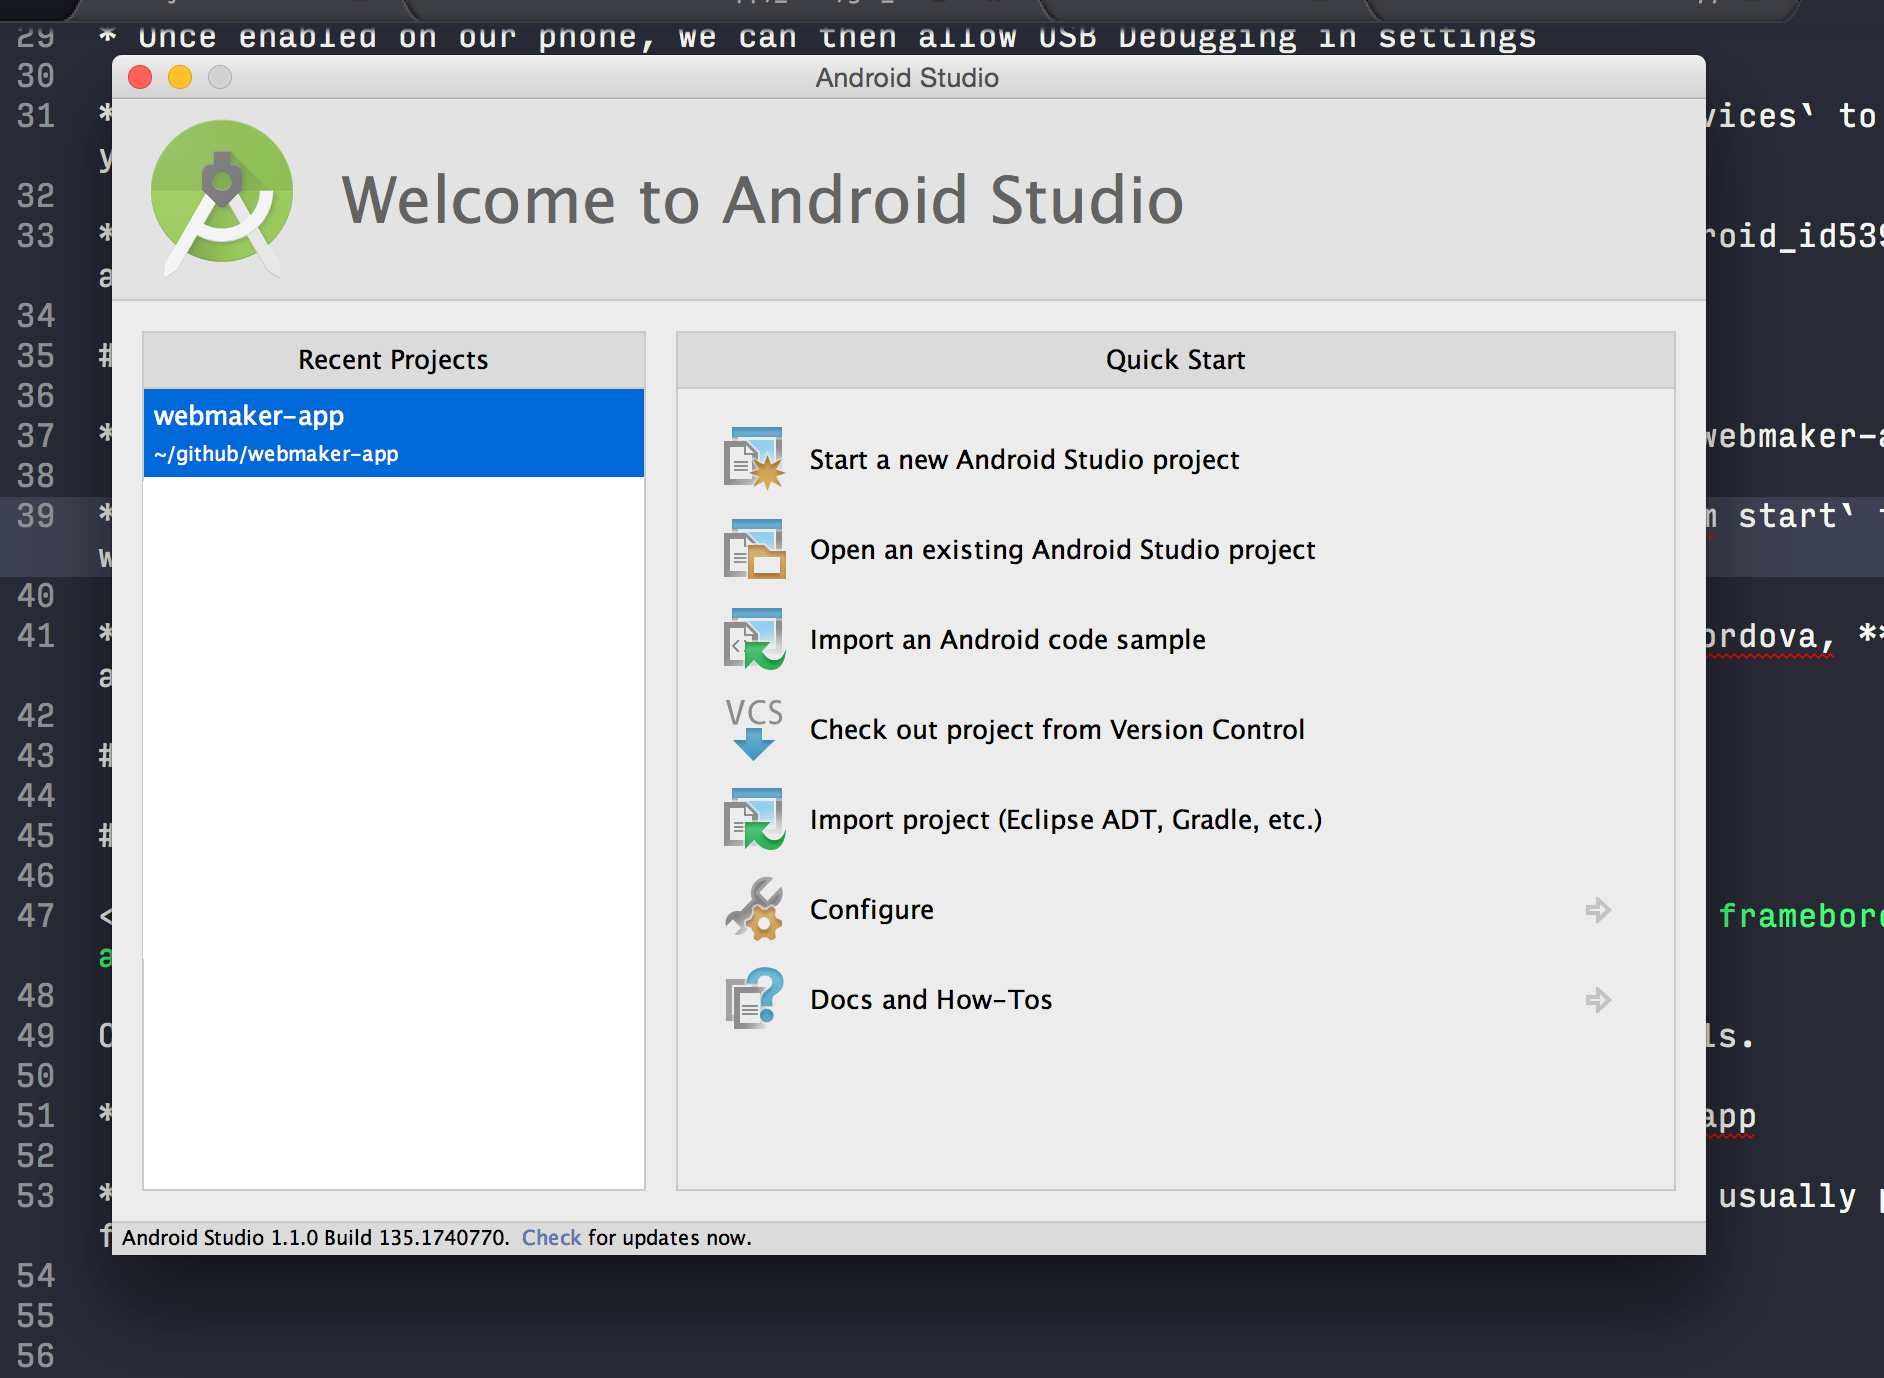 29 * Once enabled on our phone, we can then allow USB Debugging in settings
30
Android Studio
31 * vices` to
y
Welcome to Android Studio
32
33 * roid_id539
a
34
35 #
Recent Projects
Quick Start
36
webmaker-app
37 * webmaker-a
~/github/webmaker-app
Start a new Android Studio project
38
39 * m start`
w
Open an existing Android Studio project
40
41 * ordova, **
Import an Android code sample
a
42
VCS
Check out project from Version Control
43 #
44
45 #
Import project (Eclipse ADT, Gradle, etc.)
46
47 < framebord
Configure
a
48
Docs and How-Tos
49 ls.
50
51 * app
52
53 * usually p
f
Android Studio 1.1.0 Build 135.1740770. Check for updates now.
54
55
56